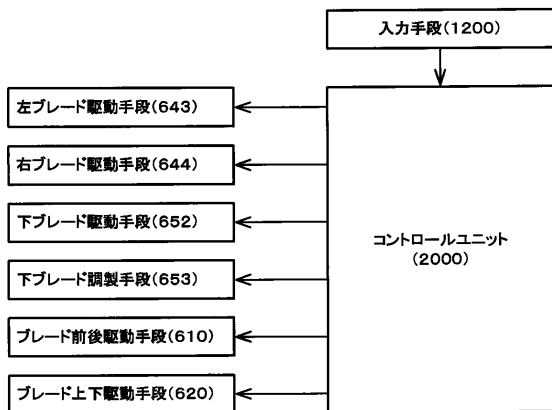 入力手段(1200)
左ブレード駆動手段(643)
右ブレード駆動手段(644)
下ブレード駆動手段(652)
下ブレード調製手段(653)
ブレード前後駆動手段(610)
ブレード上下駆動手段(620)
コントロールユニット
(2000)